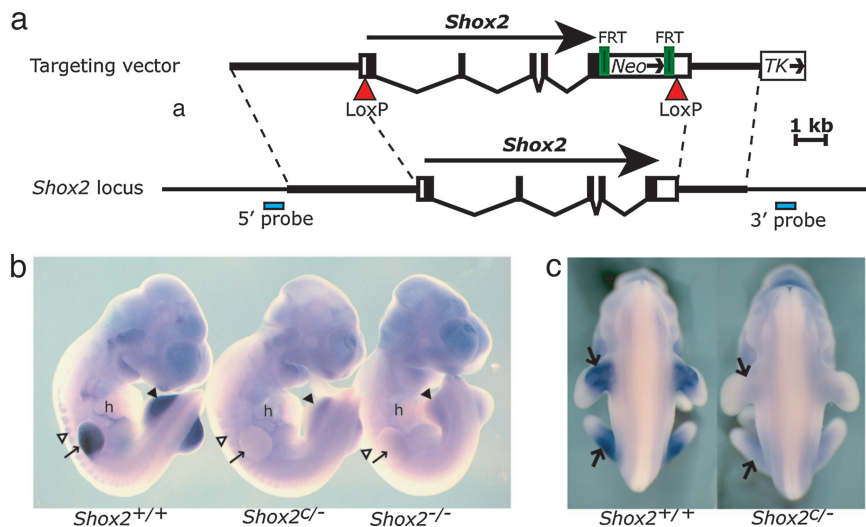 a
Shox2
FRT FRT
Targeting vector
Neo
TK
LoxP LoxP
a
1 kb
Shox2
Shox2 locus
5′ probe
3′ probe
b
c
h
h
h
Shox2+/+ Shox2c/- Shox2-/-
Shox2+/+ Shox2c/-